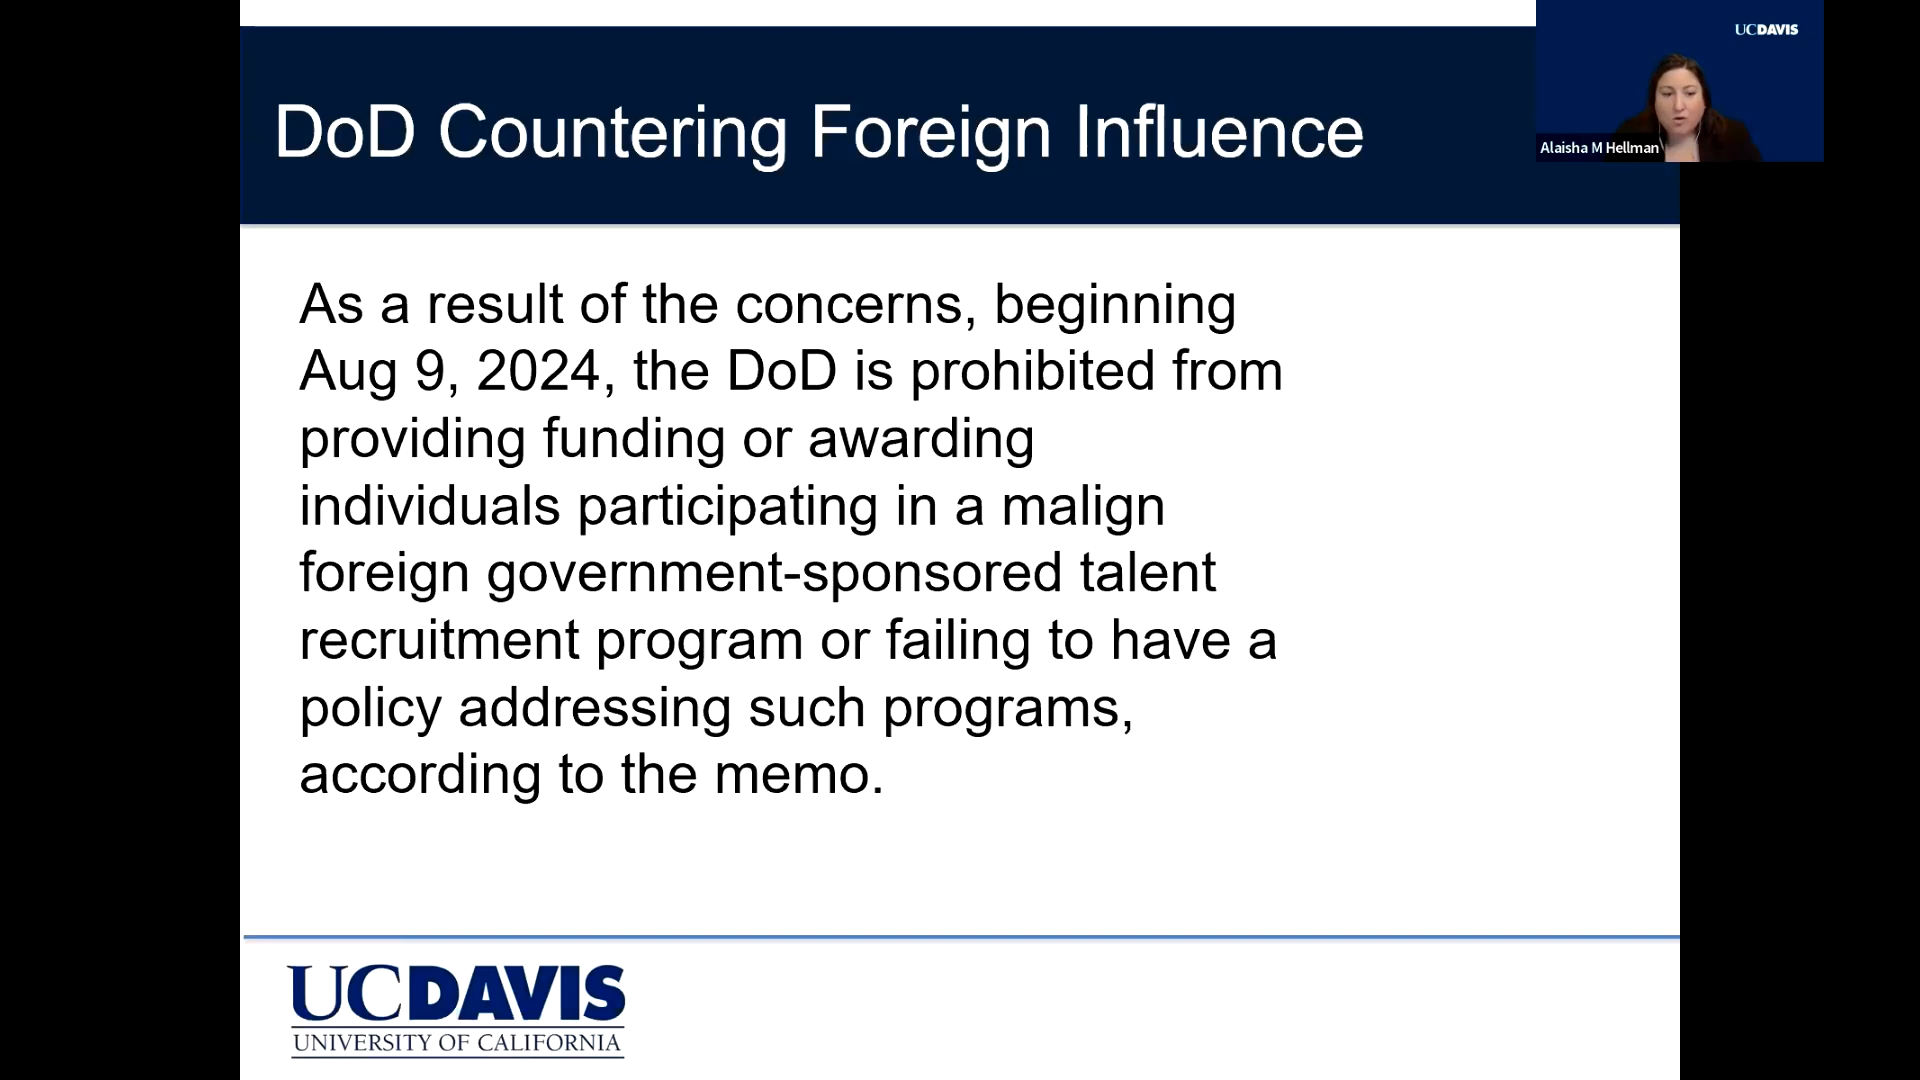 DoD Countering Foreign Influence
UCDAVIS
Alaisha M Hellman
As a result of the concerns, beginning
Aug 9, 2024, the DoD is prohibited from
providing funding or awarding
individuals participating in a malign
foreign government-sponsored talent
recruitment program or failing to have a
policy addressing such programs,
according to the memo.
UCDAVIS
UNIVERSITY OF CALIFORNIA